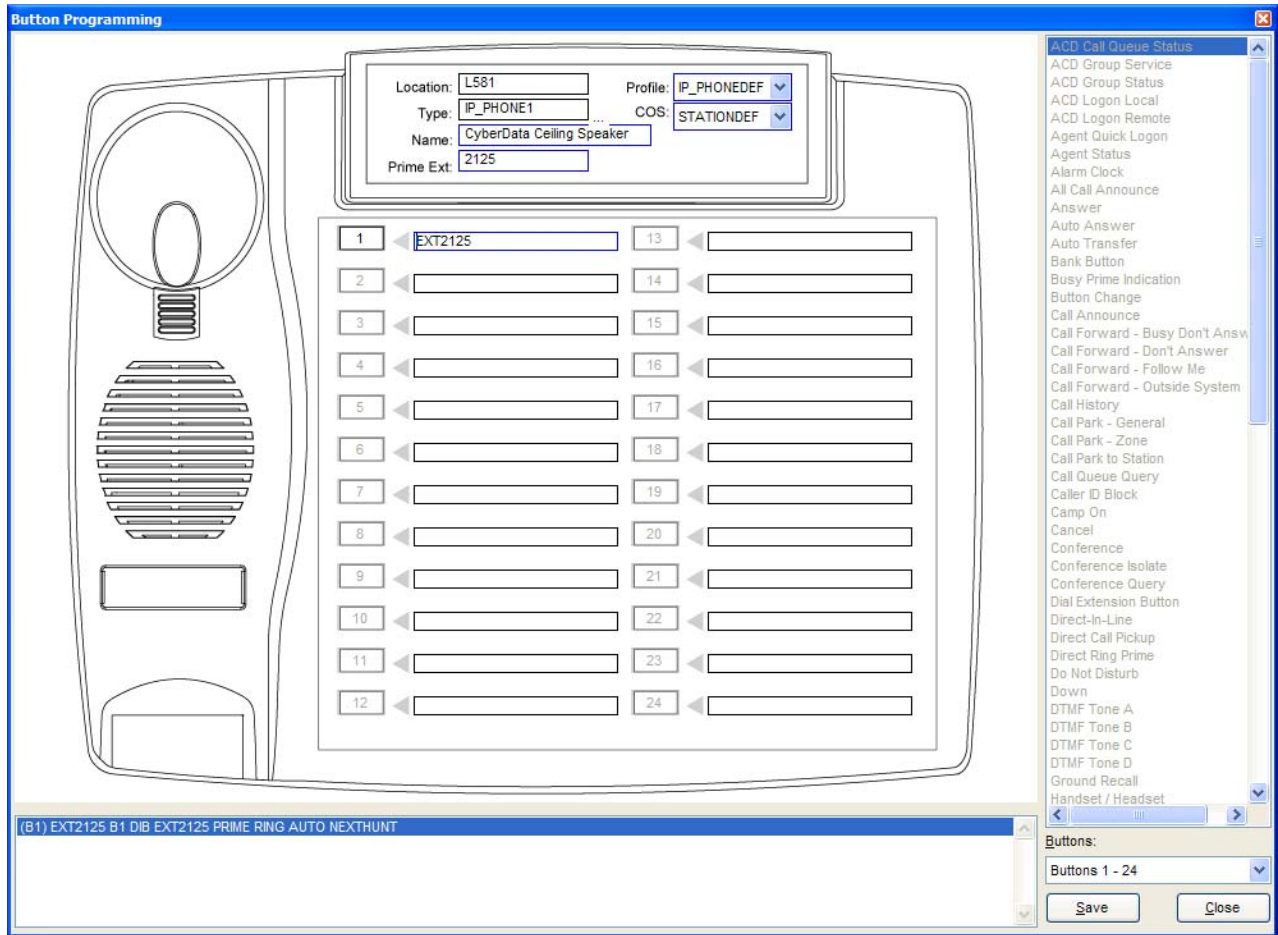 Button Programming
Location: L581 Profile: IP_PHONEDEF
Type: IP_PHONE1 ... COS: STATIONDEF
Name: CyberData Ceiling Speaker
Prime Ext: 2125
1 EXT2125 13
2 14
3 15
4 16
5 17
6 18
7 19
8 20
9 21
10 22
11 23
12 24
(B1) EXT2125 B1 DIB EXT2125 PRIME RING AUTO NEXTHUNT
ACD Call Queue Status
ACD Group Service
ACD Group Status
ACD Logon Local
ACD Logon Remote
Agent Quick Logon
Agent Status
Alarm Clock
All Call Announce
Answer
Auto Answer
Auto Transfer
Bank Button
Busy Prime Indication
Button Change
Call Announce
Call Forward - Busy Don't Answ
Call Forward - Don't Answer
Call Forward - Follow Me
Call Forward - Outside System
Call History
Call Park - General
Call Park - Zone
Call Park to Station
Call Queue Query
Caller ID Block
Camp On
Cancel
Conference
Conference Isolate
Conference Query
Dial Extension Button
Direct-In-Line
Direct Call Pickup
Direct Ring Prime
Do Not Disturb
Down
DTMF Tone A
DTMF Tone B
DTMF Tone C
DTMF Tone D
Ground Recall
Handset / Headset
Buttons:
Buttons 1 - 24
Save Close